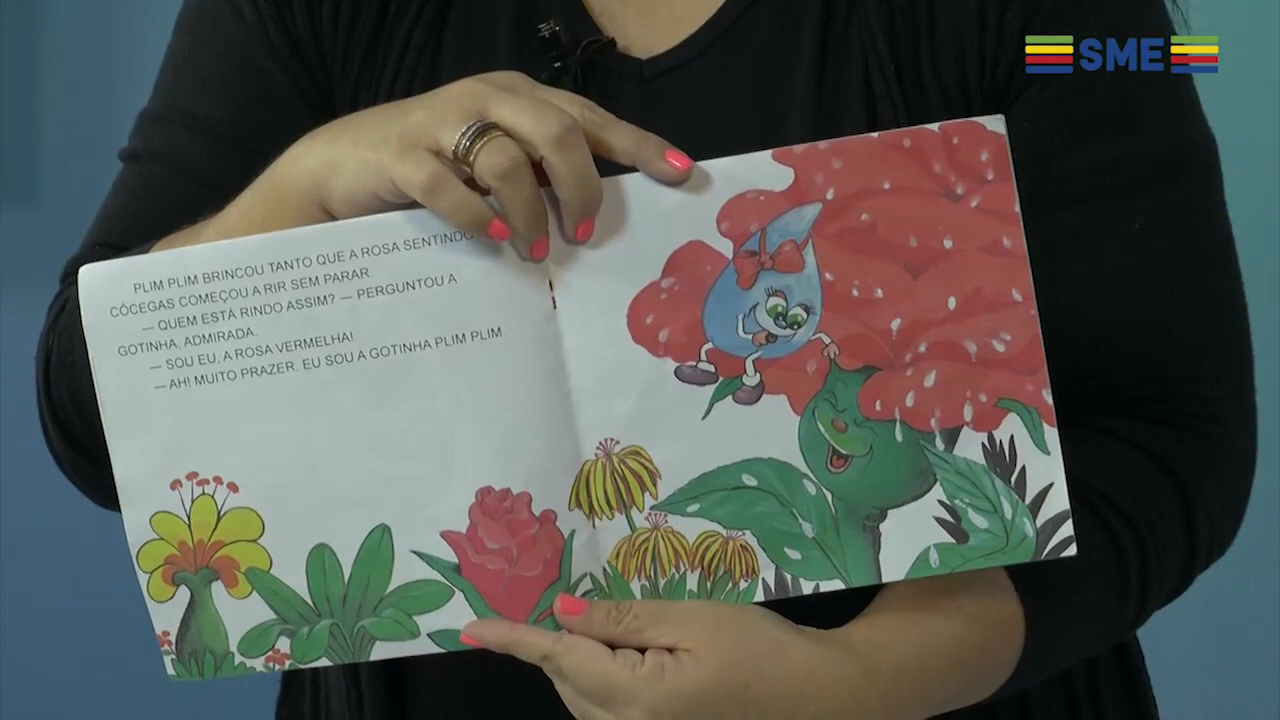 SME
PLIM PLIM BRINCOU TANTO QUE A ROSA SENTINDO
CÓCEGAS COMEÇOU A RIR SEM PARAR.
— QUEM ESTÁ RINDO ASSIM? — PERGUNTOU A
GOTINHA, ADMIRADA.
— SOU EU, A ROSA VERMELHA!
— AH! MUITO PRAZER, EU SOU A GOTINHA PLIM PLIM.